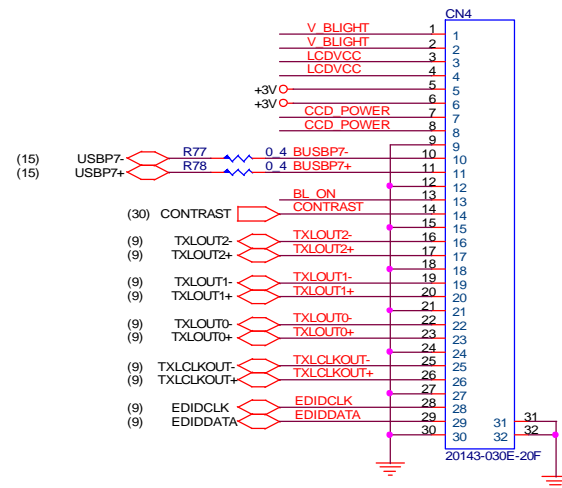 CN4
V_BLIGHT 1 1
V_BLIGHT 2 2
LCDVCC 3 3
LCDVCC 4 4
+3V 5 5
+3V 6 6
CCD_POWER 7 7
CCD_POWER 8 8
9 9
(15) USBP7- R77 0_4 BUSBP7- 10 10
(15) USBP7+ R78 0_4 BUSBP7+ 11 11
12 12
BL_ON 13 13
(30) CONTRAST CONTRAST 14 14
15 15
(9) TXLOUT2- TXLOUT2- 16 16
(9) TXLOUT2+ TXLOUT2+ 17 17
18 18
(9) TXLOUT1- TXLOUT1- 19 19
(9) TXLOUT1+ TXLOUT1+ 20 20
21 21
(9) TXLOUT0- TXLOUT0- 22 22
(9) TXLOUT0+ TXLOUT0+ 23 23
24 24
(9) TXLCLKOUT- TXLCLKOUT- 25 25
(9) TXLCLKOUT+ TXLCLKOUT+ 26 26
27 27
(9) EDIDCLK EDIDCLK 28 28
(9) EDIDDATA EDIDDATA 29 29 31 31
30 30 32 32
20143-030E-20F